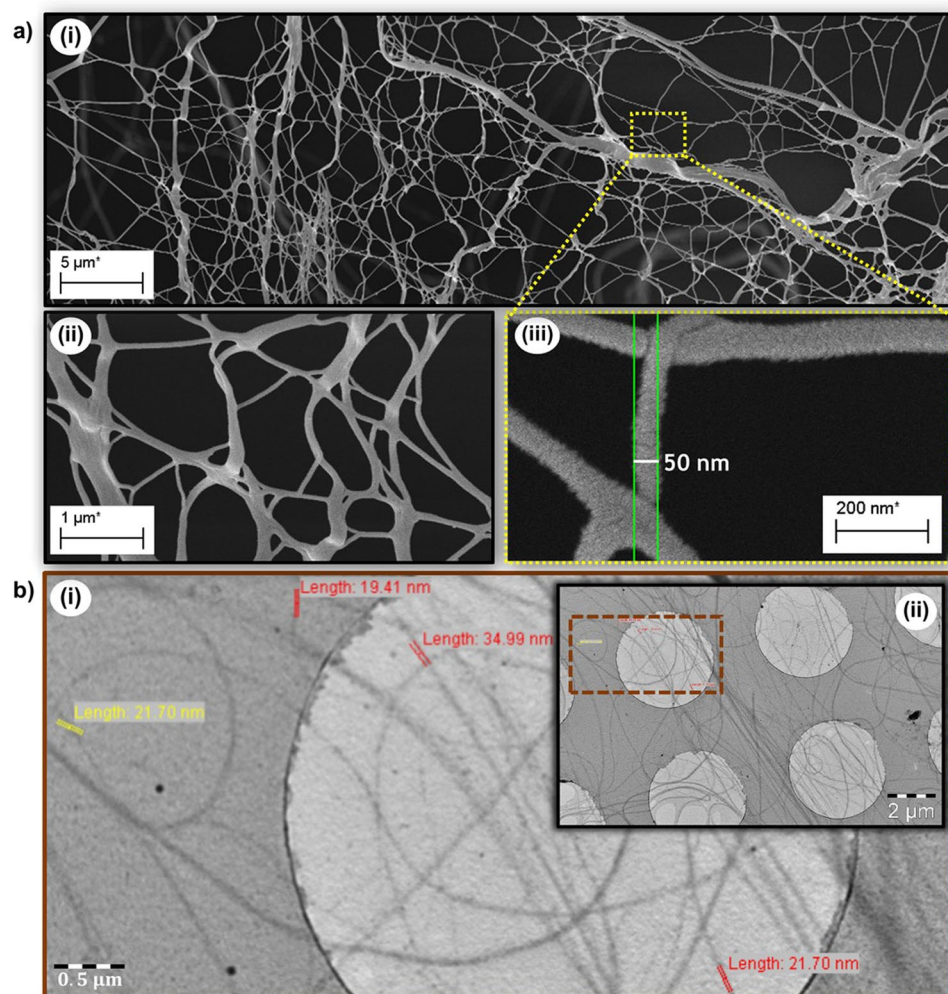 a)
(i)
5 µm*
(ii)
1 µm*
(iii)
50 nm
200 nm*
b)
(i)
Length: 19.41 nm
Length: 34.99 nm
Length: 21.70 nm
0.5 µm
Length: 21.70 nm
(ii)
2 µm